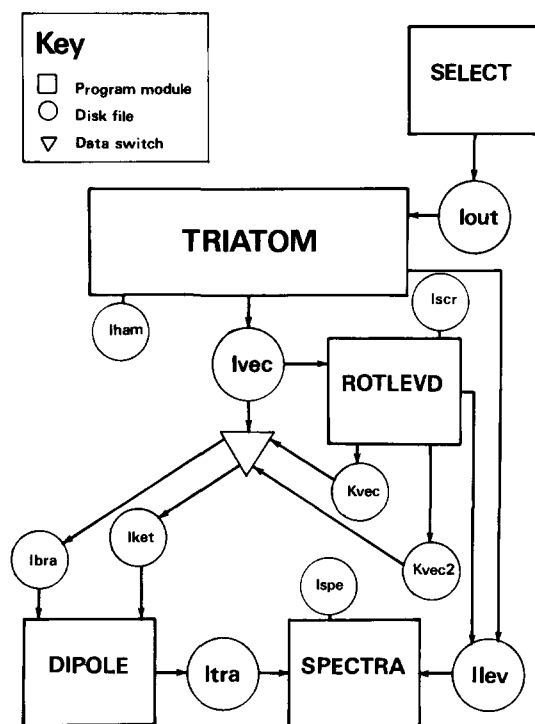 Key
Program module
Disk file
Data switch
SELECT
Iout
TRIATOM
Iham
Iscr
Ivec
ROTLEVD
Kvec
Ibra
Iket
Kvec2
Ispe
DIPOLE
Itra
SPECTRA
Ilev